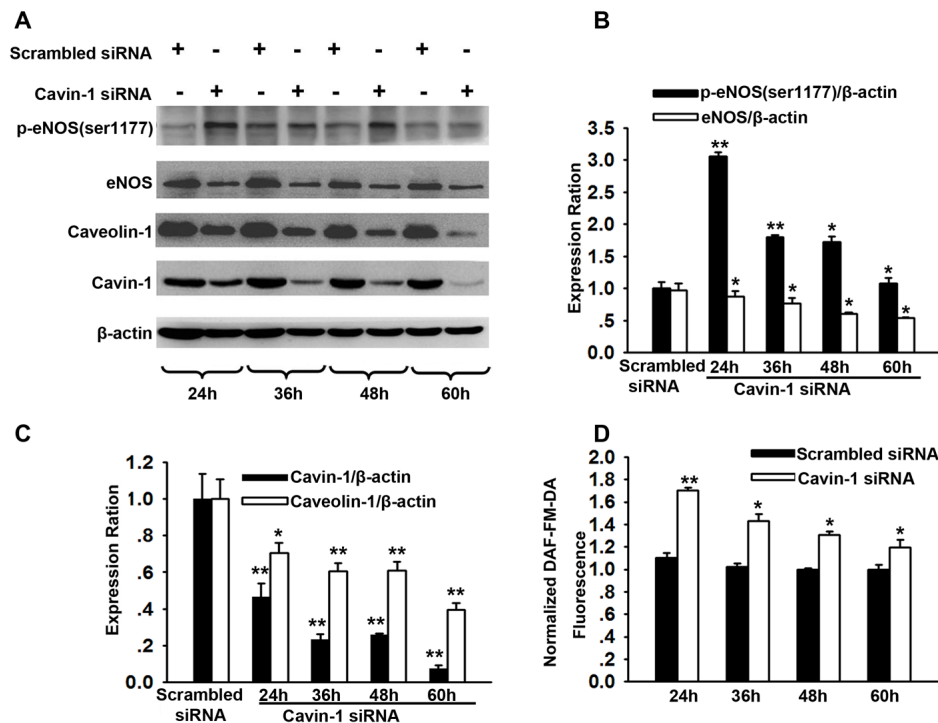 A
Scrambled siRNA + - + - + - + -
Cavin-1 siRNA - + - + - + - +
p-eNOS(ser1177)
eNOS
Caveolin-1
Cavin-1
β-actin
24h 36h 48h 60h
B
p-eNOS(ser1177)/β-actin
eNOS/β-actin
Expression Ration
3.5
3.0
2.5
2.0
1.5
1.0
.5
0.0
** * ** * * * * *
Scrambled siRNA
24h 36h 48h 60h
Cavin-1 siRNA
C
Cavin-1/β-actin
Caveolin-1/β-actin
Expression Ration
1.2
1.0
.8
.6
.4
.2
0.0
** * ** ** ** ** ** **
Scrambled siRNA
24h 36h 48h 60h
Cavin-1 siRNA
D
Scrambled siRNA
Cavin-1 siRNA
Normalized DAF-FM-DA
Fluorescence
2.0
1.8
1.6
1.4
1.2
1.0
0.8
0.6
0.4
0.2
0.0
** * * *
24h 36h 48h 60h